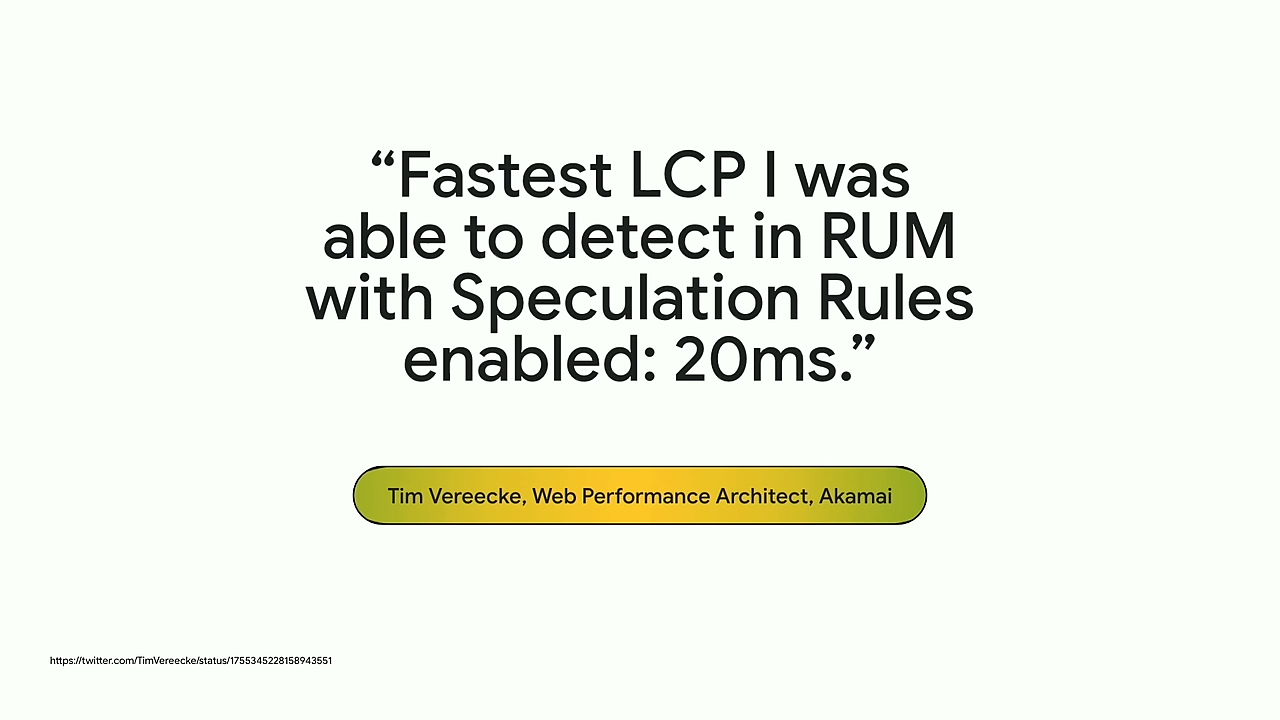 “Fastest LCP I was
able to detect in RUM
with Speculation Rules
enabled: 20ms.”
Tim Vereecke, Web Performance Architect, Akamai
https://twitter.com/TimVereecke/status/1755345228158943551